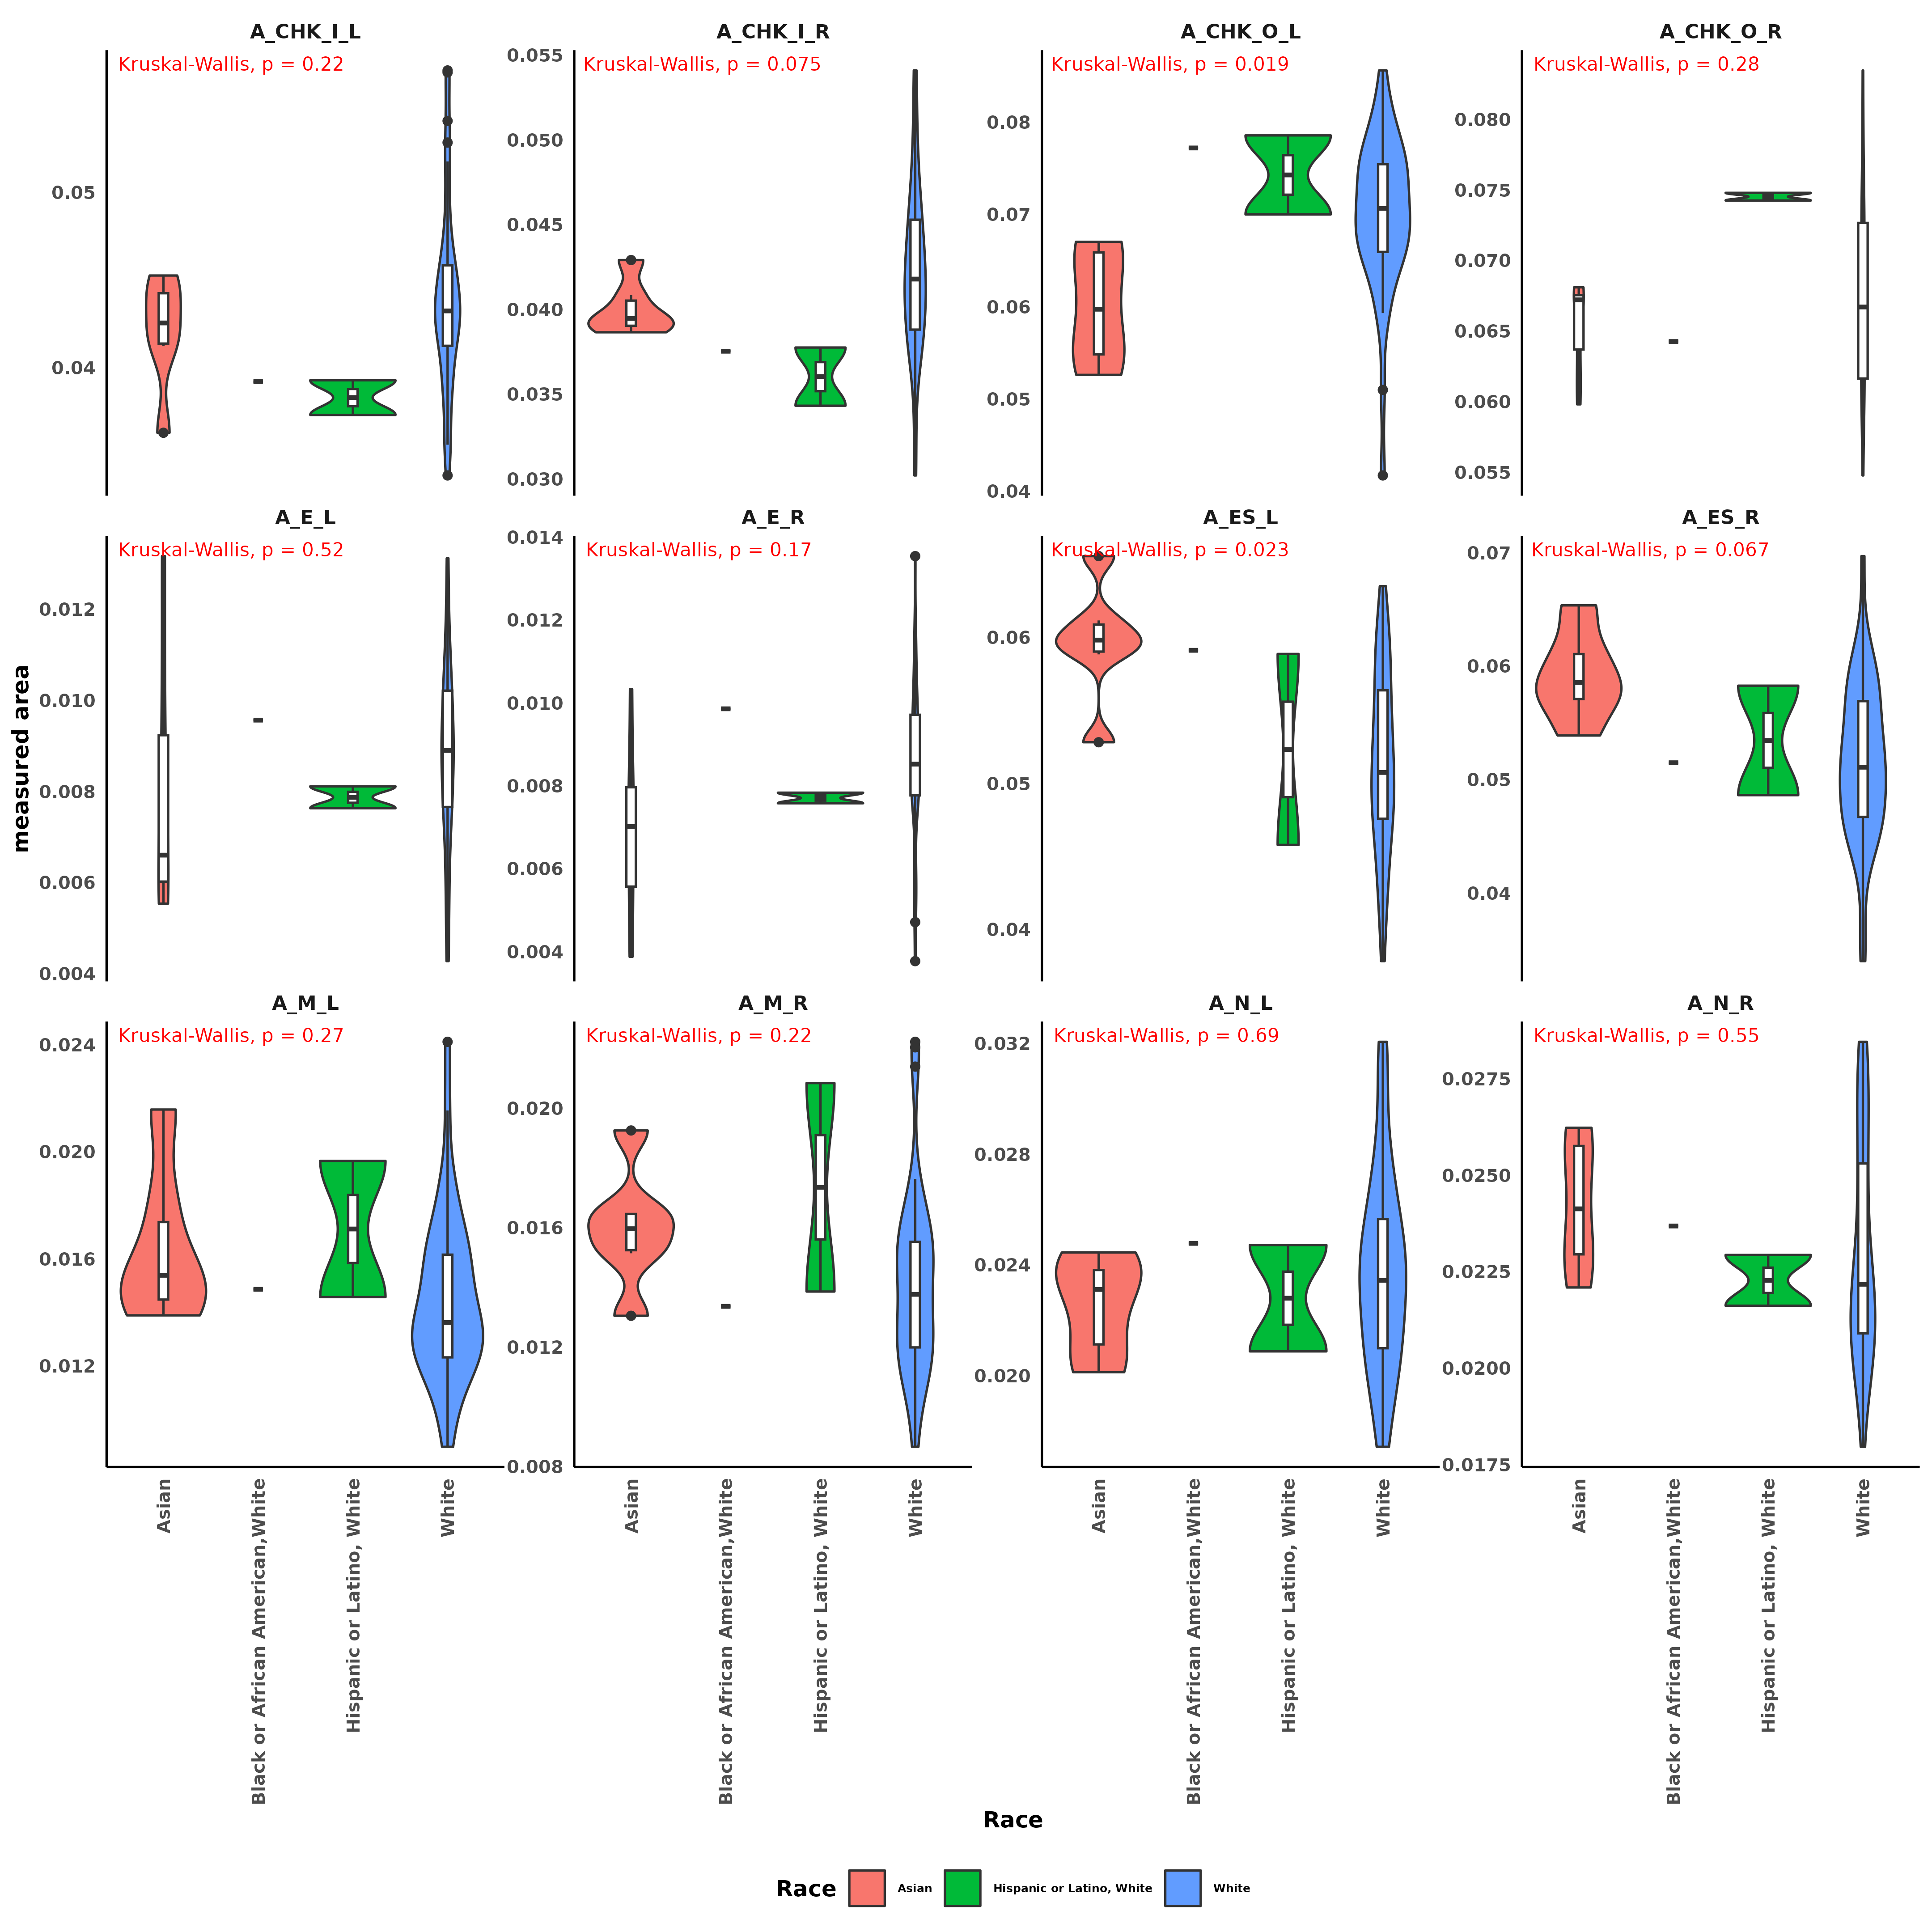 A_CHK_I_L
A_CHK_I_R
A_CHK_O_L
A_CHK_O_R
Kruskal-Wallis, p = 0.22
Kruskal-Wallis, p = 0.075
Kruskal-Wallis, p = 0.019
Kruskal-Wallis, p = 0.28
0.05
0.04
0.055
0.050
0.045
0.040
0.035
0.030
0.08
0.07
0.06
0.05
0.04
0.080
0.075
0.070
0.065
0.060
0.055
A_E_L
A_E_R
A_ES_L
A_ES_R
Kruskal-Wallis, p = 0.52
Kruskal-Wallis, p = 0.17
Kruskal-Wallis, p = 0.023
Kruskal-Wallis, p = 0.067
0.012
0.010
0.008
0.006
0.004
0.014
0.012
0.010
0.008
0.006
0.004
0.06
0.05
0.04
0.07
0.06
0.05
0.04
measured area
A_M_L
A_M_R
A_N_L
A_N_R
Kruskal-Wallis, p = 0.27
Kruskal-Wallis, p = 0.22
Kruskal-Wallis, p = 0.69
Kruskal-Wallis, p = 0.55
0.024
0.020
0.016
0.012
0.020
0.016
0.012
0.008
0.032
0.028
0.024
0.020
0.0275
0.0250
0.0225
0.0200
0.0175
Asian
Black or African American,White
Hispanic or Latino, White
White
Asian
Black or African American,White
Hispanic or Latino, White
White
Asian
Black or African American,White
Hispanic or Latino, White
White
Asian
Black or African American,White
Hispanic or Latino, White
White
Race
Race
Asian
Hispanic or Latino, White
White